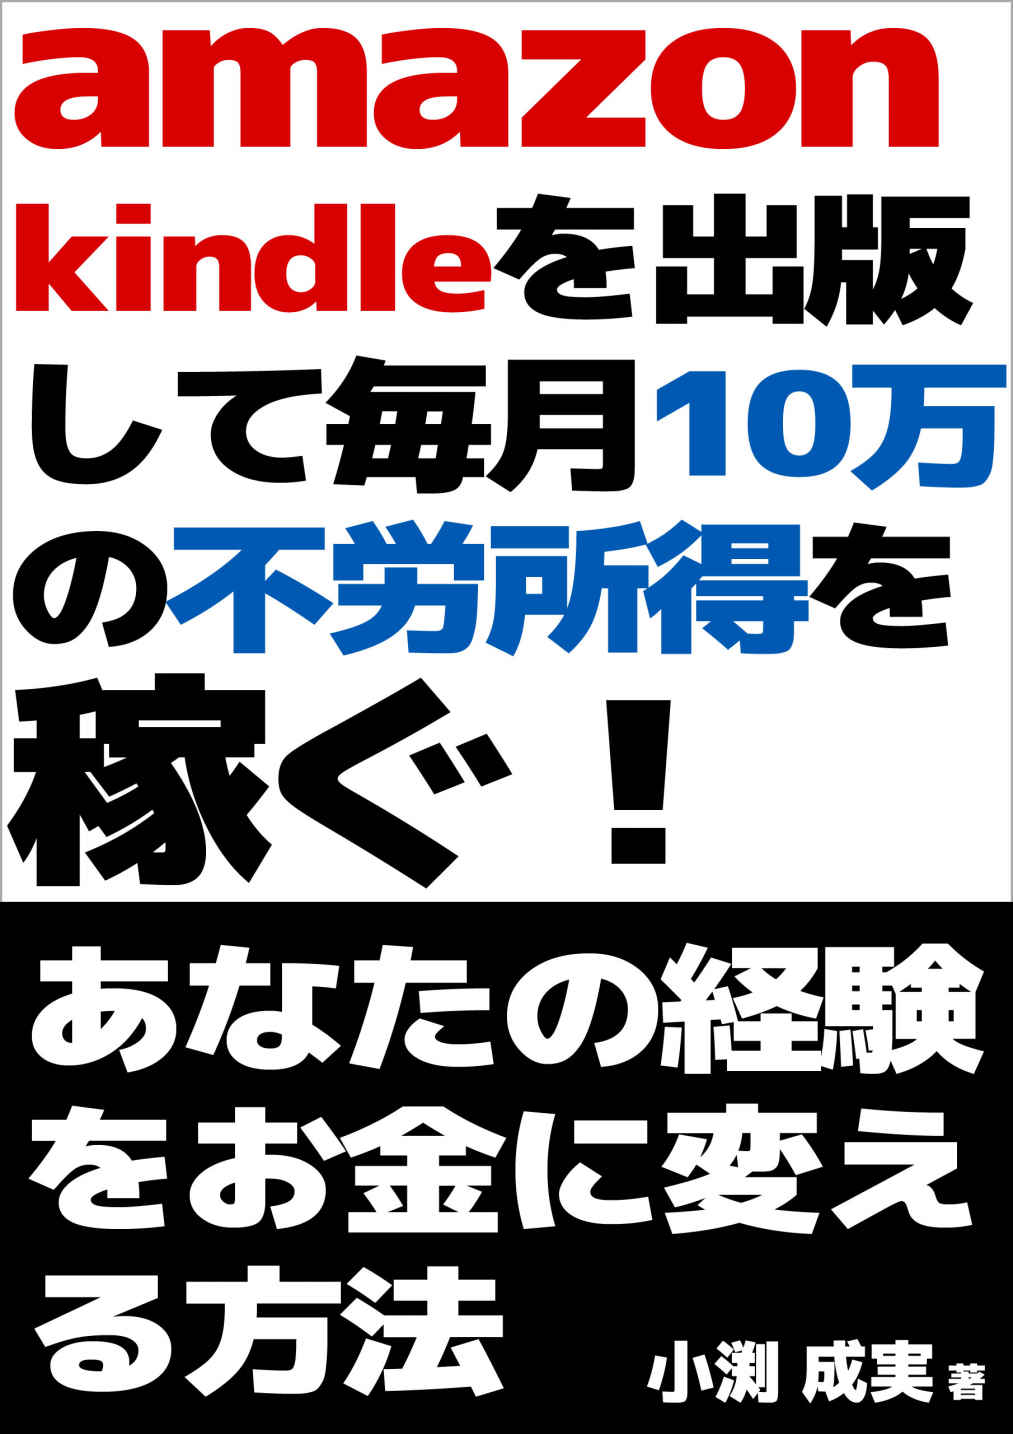 amazon
kindleを出版
して毎月10万
の不労所得を
稼ぐ！
あなたの経験
をお金に変え
る方法
小渕 成実 著